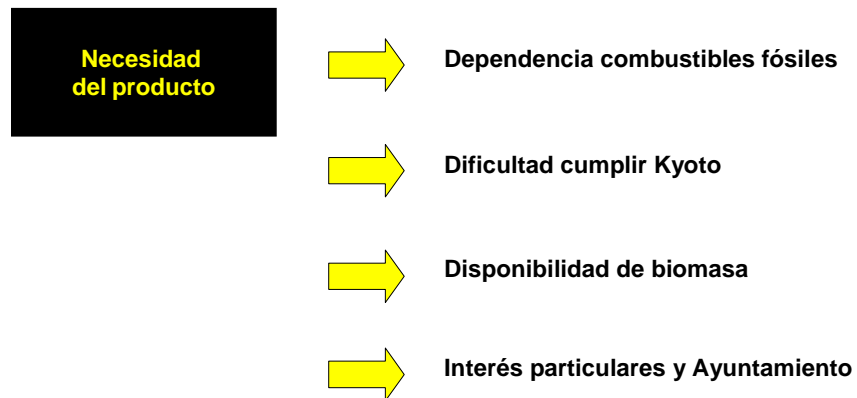 Necesidad
del producto
Dependencia combustibles fósiles
Dificultad cumplir Kyoto
Disponibilidad de biomasa
Interés particulares y Ayuntamiento